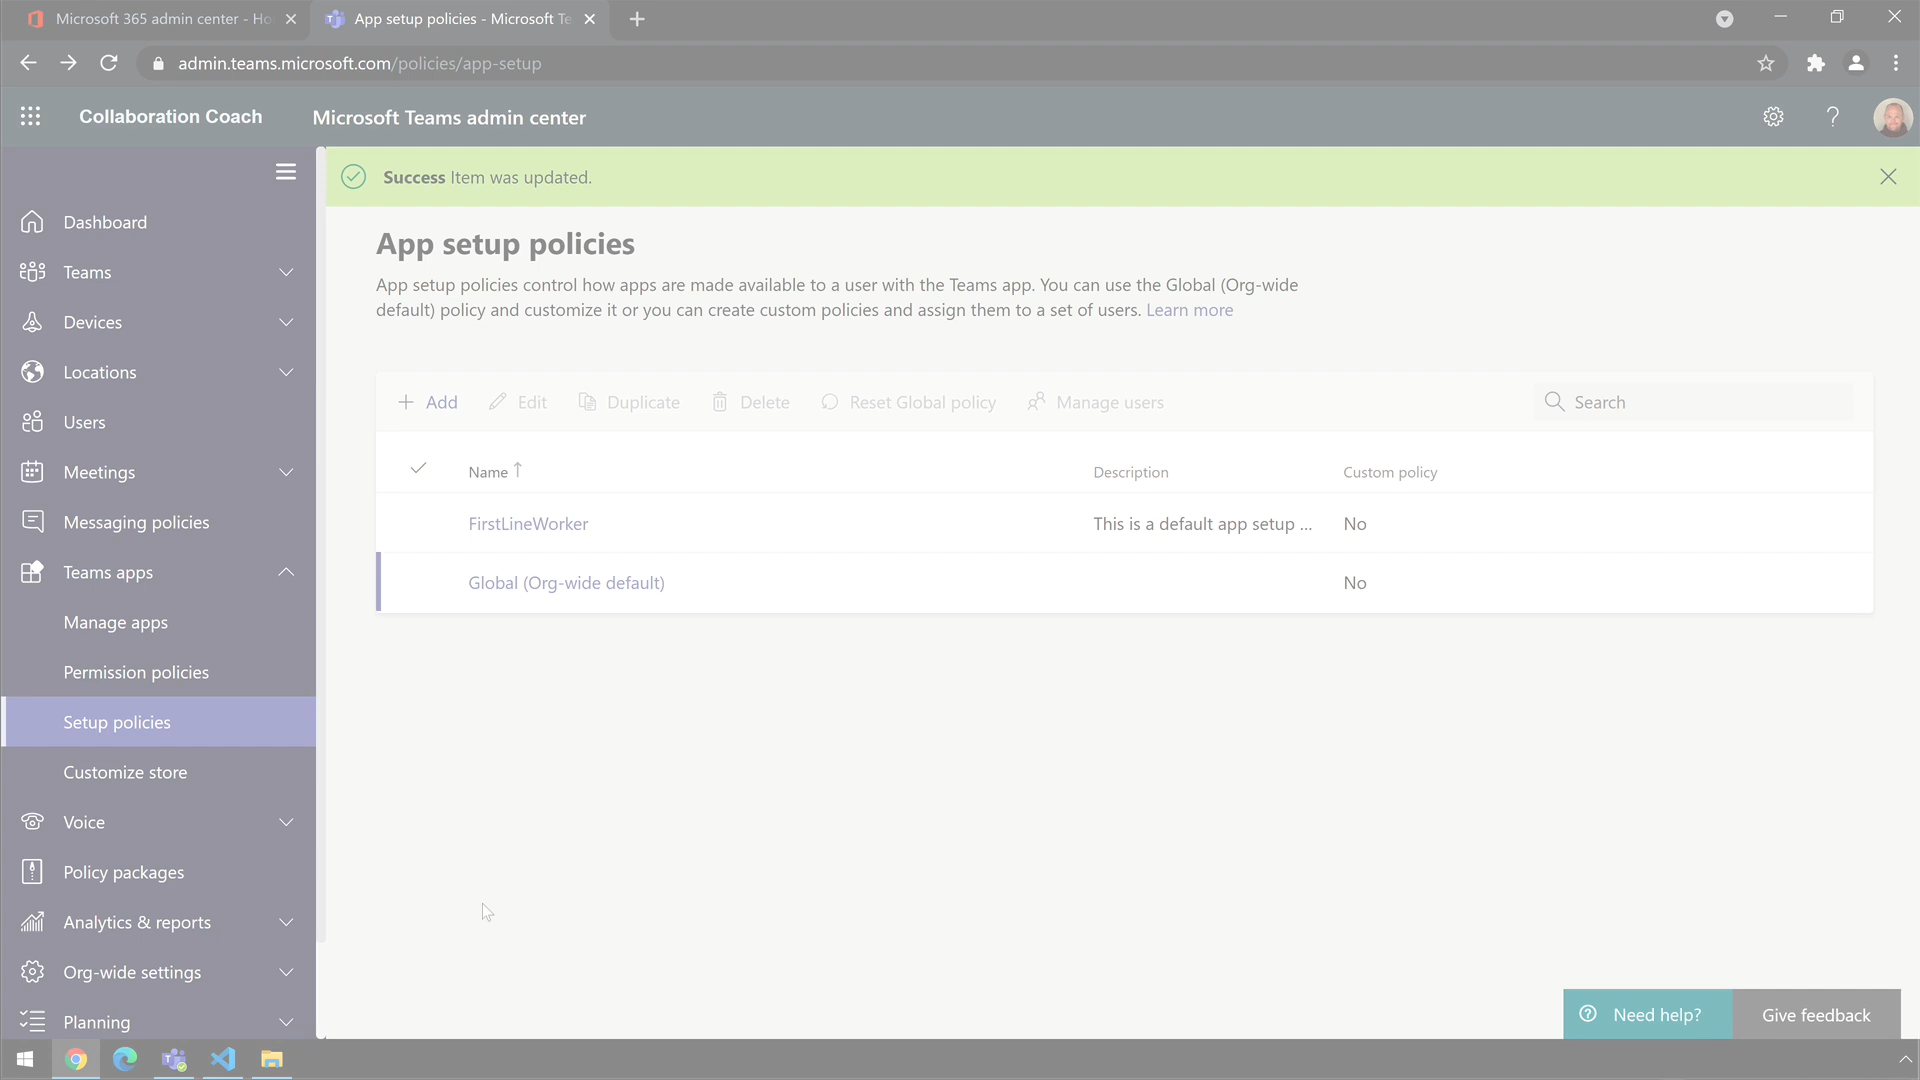 Microsoft 365 admin center - Ho
App setup policies - Microsoft Te
admin.teams.microsoft.com/policies/app-setup
Collaboration Coach
Microsoft Teams admin center
Success Item was updated.
Dashboard
Teams
Devices
Locations
Users
Meetings
Messaging policies
Teams apps
Manage apps
Permission policies
Setup policies
Customize store
Voice
Policy packages
Analytics & reports
Org-wide settings
Planning
App setup policies
App setup policies control how apps are made available to a user with the Teams app. You can use the Global (Org-wide
default) policy and customize it or you can create custom policies and assign them to a set of users. Learn more
Add Edit Duplicate Delete Reset Global policy Manage users Search
Name Description Custom policy
FirstLineWorker This is a default app setup ... No
Global (Org-wide default) No
Need help? Give feedback